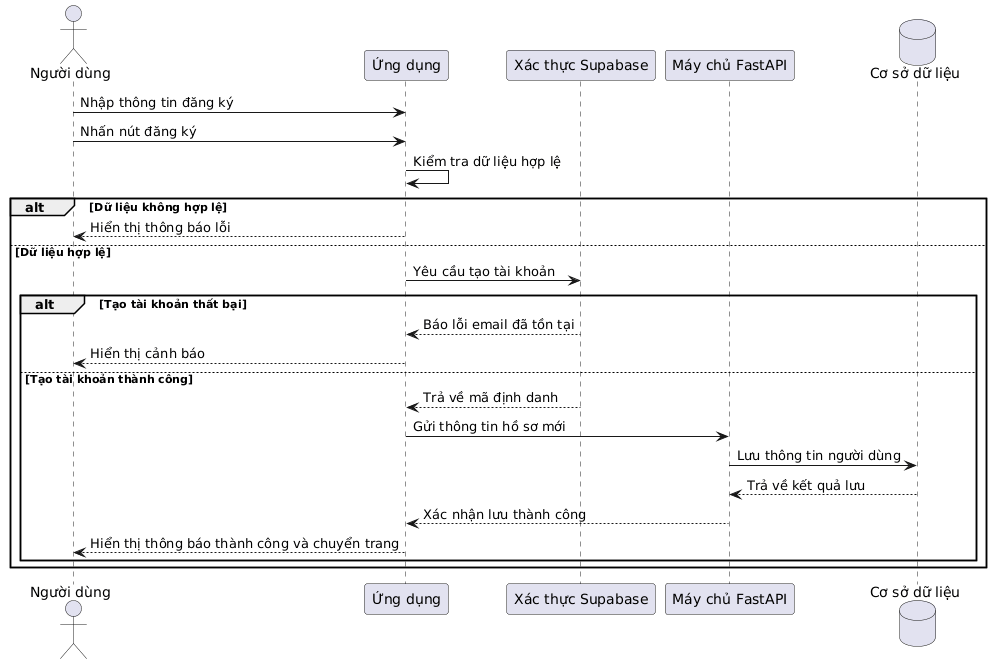 Người dùng
Ứng dụng
Xác thực Supabase
Máy chủ FastAPI
Cơ sở dữ liệu
Nhập thông tin đăng ký
Nhấn nút đăng ký
Kiểm tra dữ liệu hợp lệ
alt [Dữ liệu không hợp lệ]
Hiển thị thông báo lỗi
[Dữ liệu hợp lệ]
Yêu cầu tạo tài khoản
alt [Tạo tài khoản thất bại]
Báo lỗi email đã tồn tại
Hiển thị cảnh báo
[Tạo tài khoản thành công]
Trả về mã định danh
Gửi thông tin hồ sơ mới
Lưu thông tin người dùng
Trả về kết quả lưu
Xác nhận lưu thành công
Hiển thị thông báo thành công và chuyển trang
Người dùng
Ứng dụng
Xác thực Supabase
Máy chủ FastAPI
Cơ sở dữ liệu